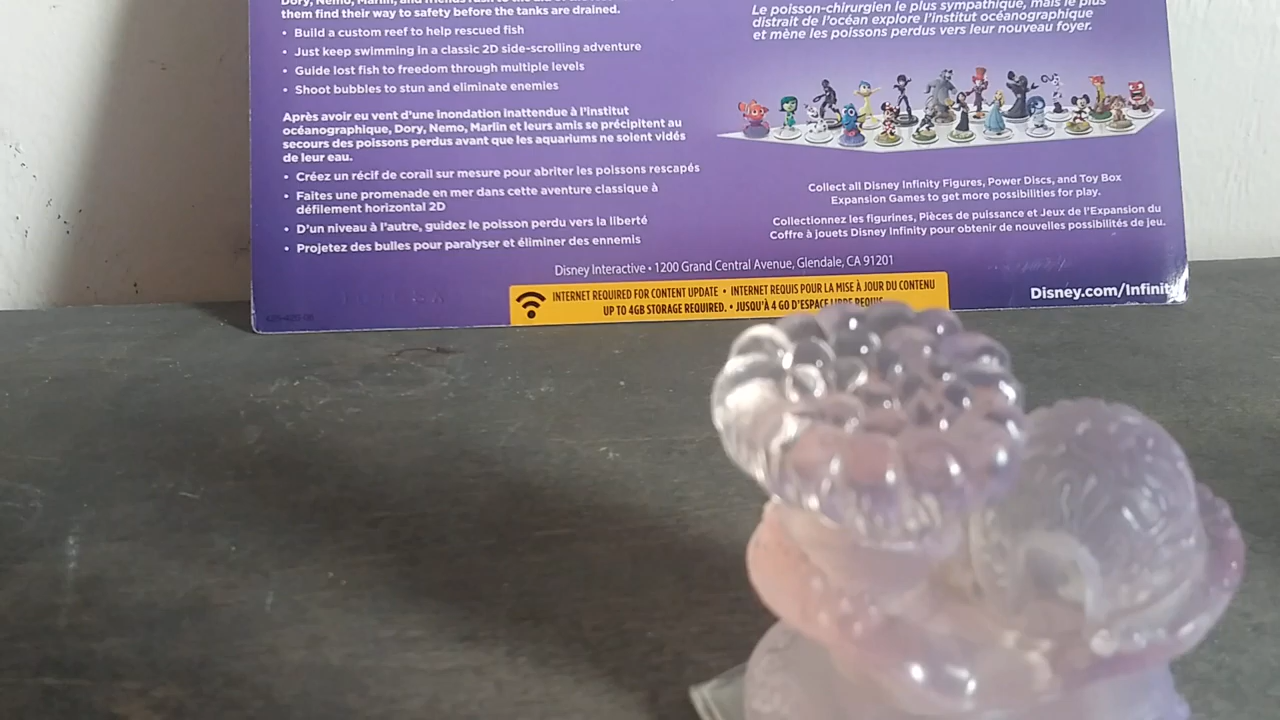 Dory, Nemo, Marlin, and friends rush to the aid of the
them find their way to safety before the tanks are drained.
• Build a custom reef to help rescued fish
• Just keep swimming in a classic 2D side-scrolling adventure
• Guide lost fish to freedom through multiple levels
• Shoot bubbles to stun and eliminate enemies
Après avoir eu vent d'une inondation inattendue à l'institut
océanographique, Dory, Nemo, Marlin et leurs amis se précipitent au
secours des poissons perdus avant que les aquariums ne soient vidés
de leur eau.
• Créez un récif de corail sur mesure pour abriter les poissons rescapés
• Faites une promenade en mer dans cette aventure classique à
défilement horizontal 2D
• D'un niveau à l'autre, guidez le poisson perdu vers la liberté
• Projetez des bulles pour paralyser et éliminer des ennemis
Le poisson-chirurgien le plus sympathique, mais le plus
distrait de l'océan explore l'institut océanographique
et mène les poissons perdus vers leur nouveau foyer.
Collect all Disney Infinity Figures, Power Discs, and Toy Box
Expansion Games to get more possibilities for play.
Collectionnez les figurines, Pièces de puissance et Jeux de l'Expansion du
Coffre à jouets Disney Infinity pour obtenir de nouvelles possibilités de jeu.
Disney Interactive • 1200 Grand Central Avenue, Glendale, CA 91201
INTERNET REQUIRED FOR CONTENT UPDATE • INTERNET REQUIS POUR LA MISE À JOUR DU CONTENU
UP TO 4GB STORAGE REQUIRED. • JUSQU'À 4 GO D'ESPACE LIBRE REQUIS
Disney.com/Infinit